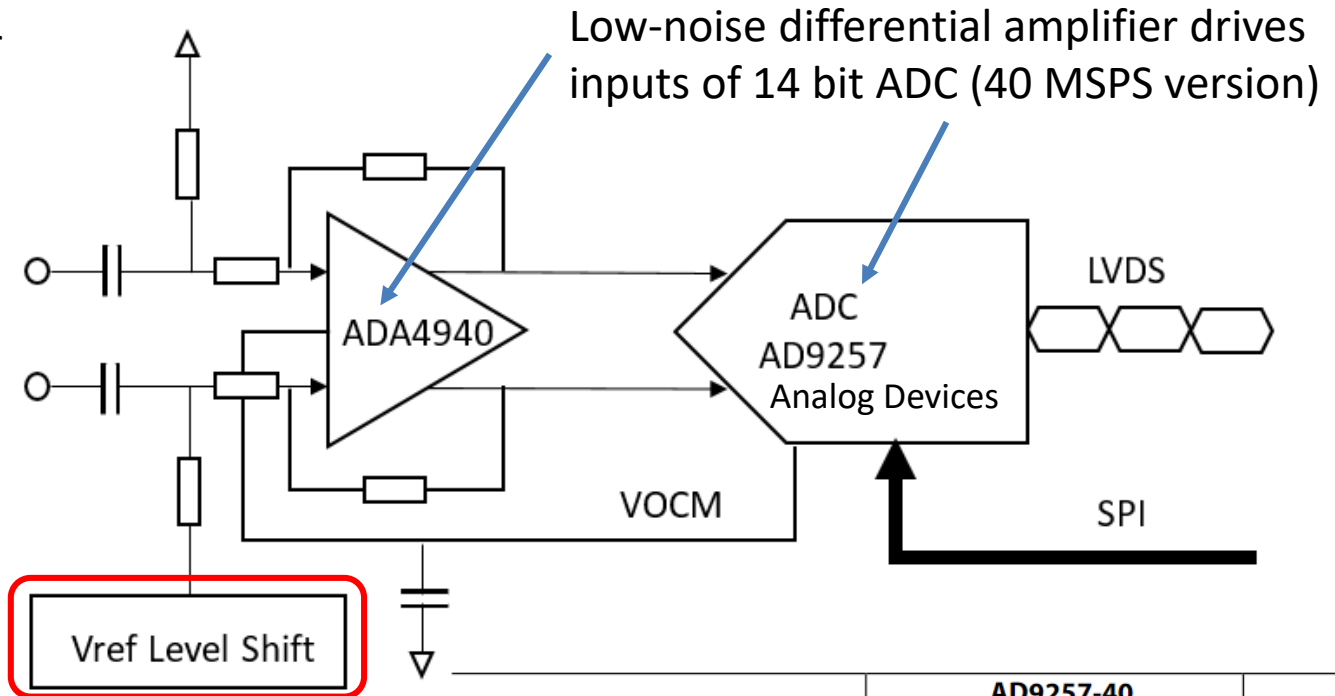 Low-noise differential amplifier drives
inputs of 14 bit ADC (40 MSPS version)
LVDS
ADA4940
ADC
AD9257
Analog Devices
VOCM
SPI
Vref Level Shift
AD9257-40